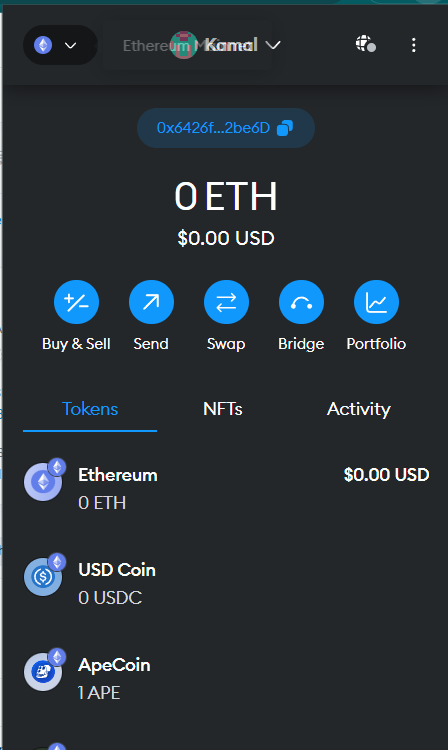 Ethereum M
Kamal
0x6426f...2be6D
0 ETH
$0.00 USD
Buy & Sell Send Swap Bridge Portfolio
Tokens NFTs Activity
Ethereum $0.00 USD
0 ETH
USD Coin
0 USDC
ApeCoin
1 APE